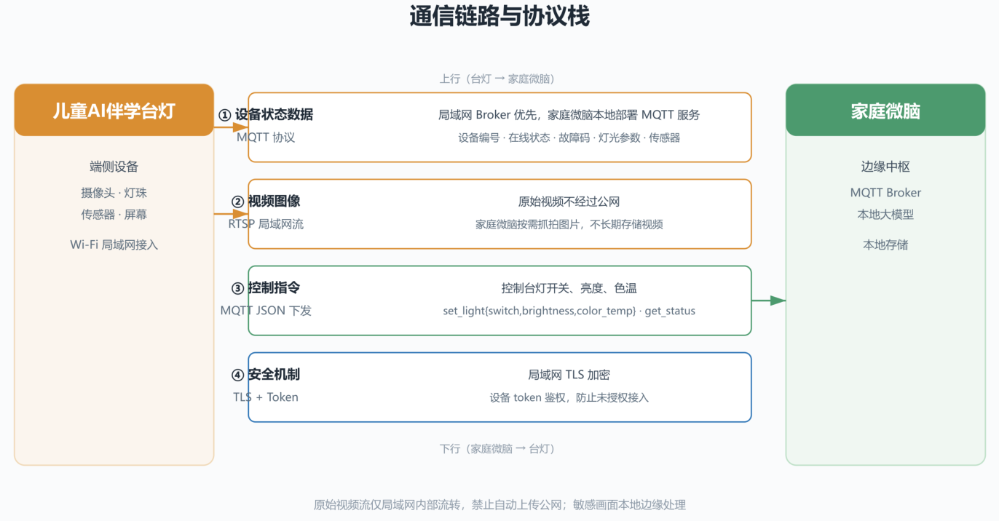 通信链路与协议栈
上行（台灯 → 家庭微脑）
儿童AI伴学台灯
端侧设备
摄像头 · 灯珠
传感器 · 屏幕
Wi-Fi 局域网接入
① 设备状态数据
MQTT 协议
局域网 Broker 优先，家庭微脑本地部署 MQTT 服务
设备编号 · 在线状态 · 故障码 · 灯光参数 · 传感器
② 视频图像
RTSP 局域网流
原始视频不经过公网
家庭微脑按需抓拍图片，不长期存储视频
③ 控制指令
MQTT JSON 下发
控制台灯开关、亮度、色温
set_light{switch,brightness,color_temp} · get_status
④ 安全机制
TLS + Token
局域网 TLS 加密
设备 token 鉴权，防止未授权接入
家庭微脑
边缘中枢
MQTT Broker
本地大模型
本地存储
下行（家庭微脑 → 台灯）
原始视频流仅局域网内部流转，禁止自动上传公网；敏感画面本地边缘处理